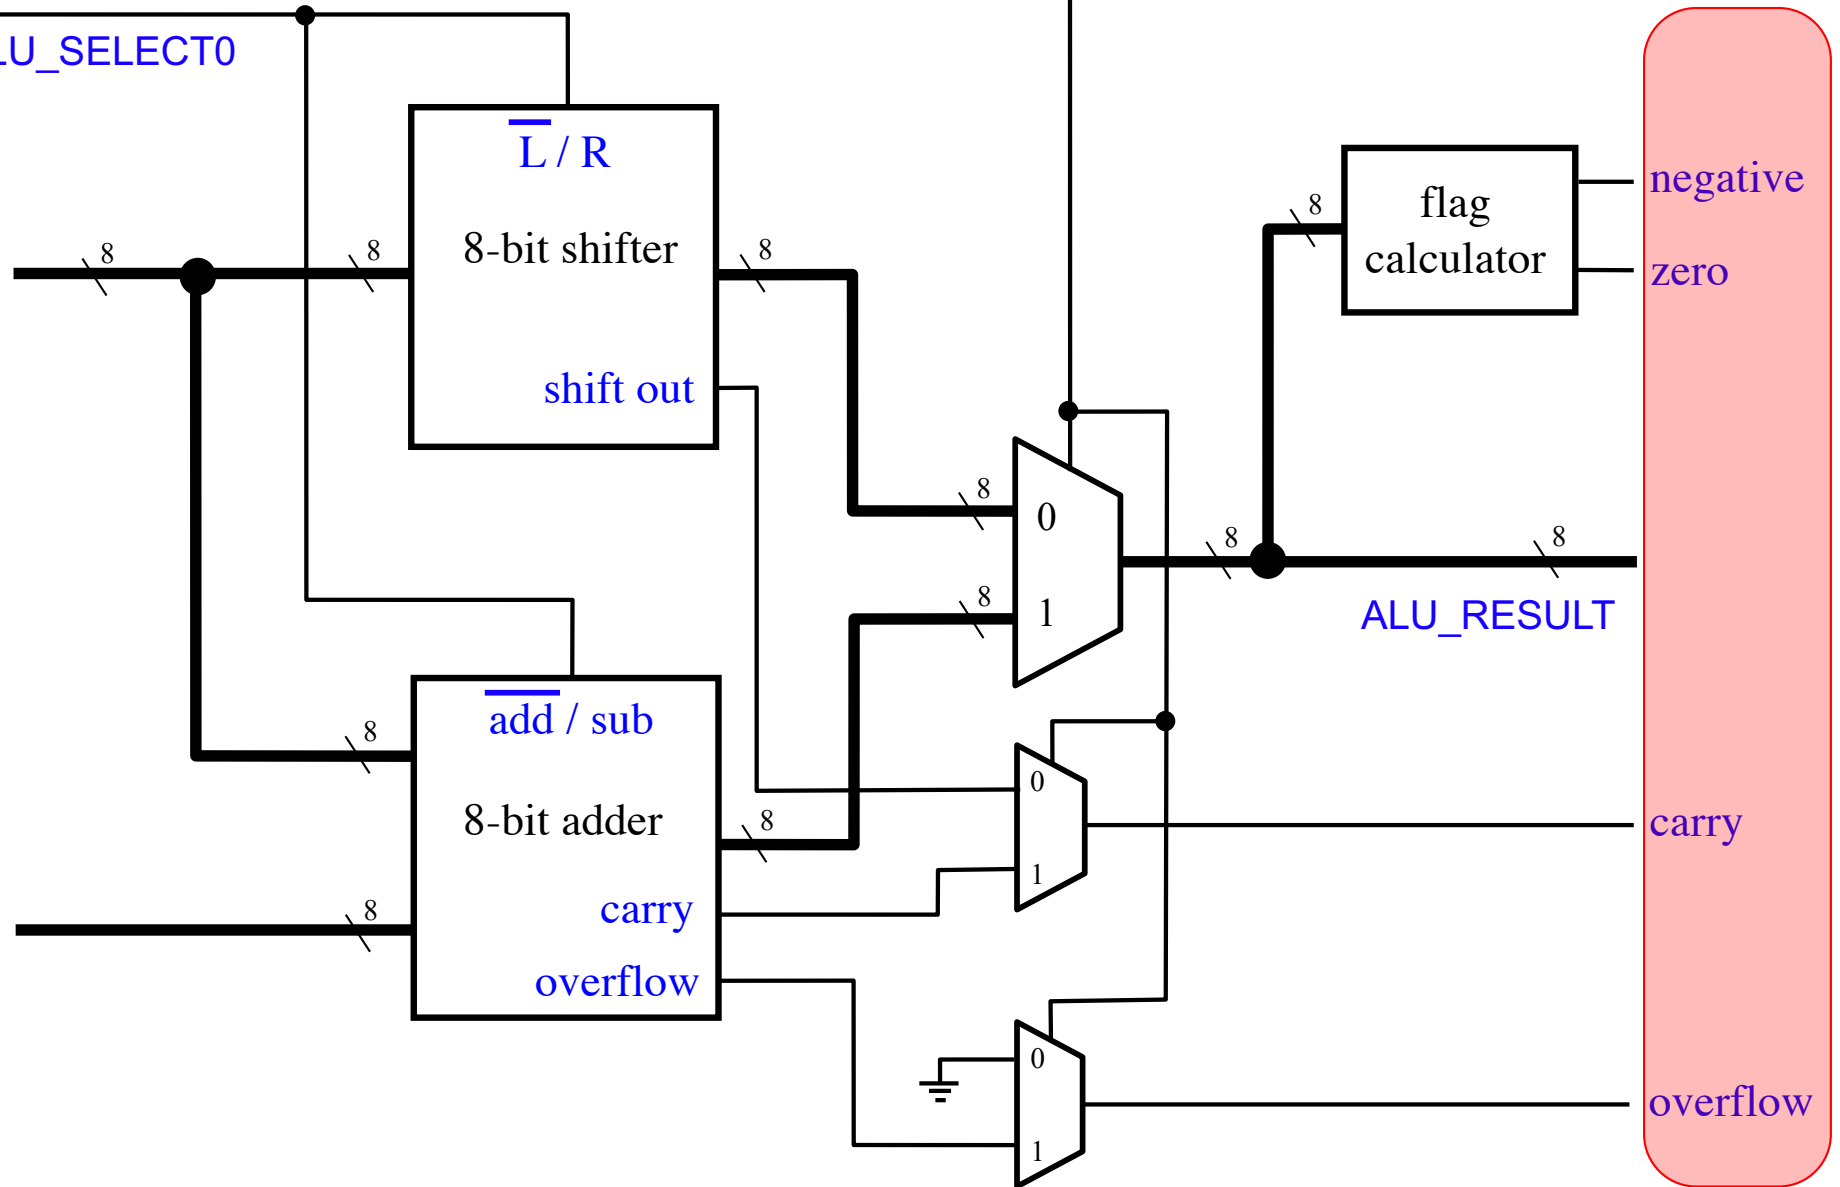 LU_SELECT0
L / R
8-bit shifter
shift out
8
8
8
8
8
0
1
8
8
8
flag
calculator
negative
zero
ALU_RESULT
add / sub
8-bit adder
carry
overflow
8
8
8
0
1
carry
0
1
overflow